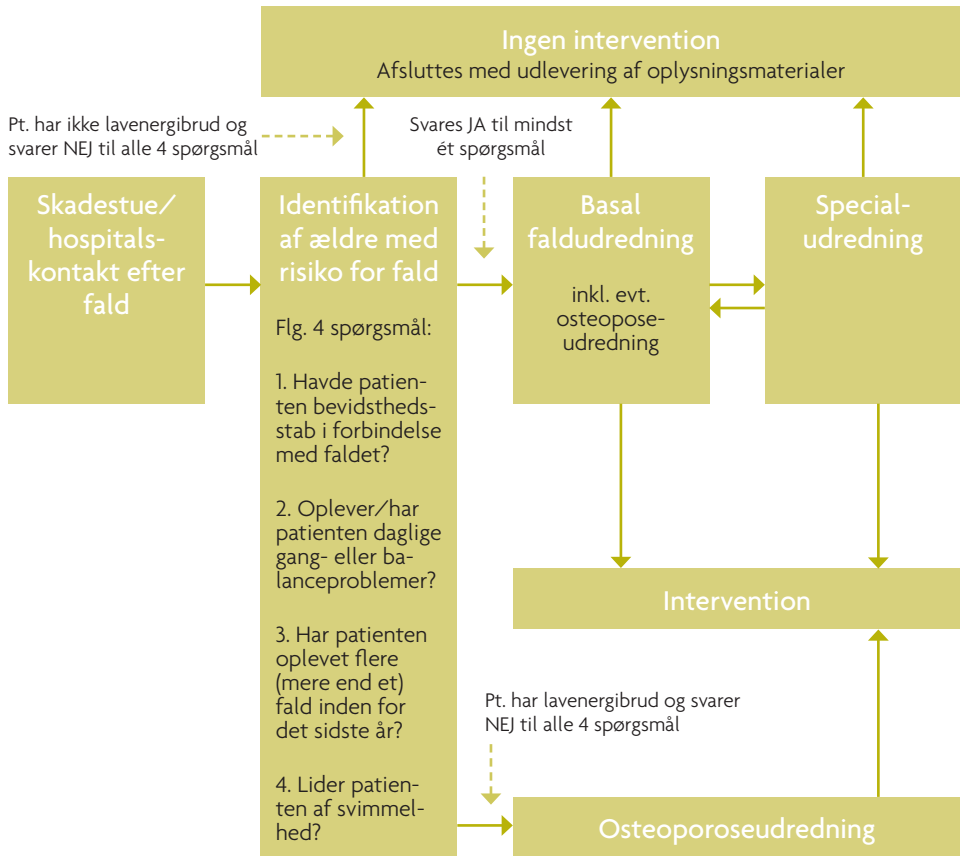 Ingen intervention
Afsluttes med udlevering af oplysningsmaterialer
Pt. har ikke lavenergibrud og
svarer NEJ til alle 4 spørgsmål
Svares JA til mindst
ét spørgsmål
Skadestue/
hospitals-
kontakt efter
fald
Identifikation
af ældre med
risiko for fald
Flg. 4 spørgsmål:
1. Havde patien-
ten bevidstheds-
stab i forbindelse
med faldet?
2. Oplever/har
patienten daglige
gang- eller ba-
lanceproblemer?
3. Har patienten
oplevet flere
(mere end et)
fald inden for
det sidste år?
4. Lider patien-
ten af svimmel-
hed?
Basal
faldudredning
inkl. evt.
osteopose-
udredning
Special-
udredning
Intervention
Pt. har lavenergibrud og svarer
NEJ til alle 4 spørgsmål
Osteoporoseudredning